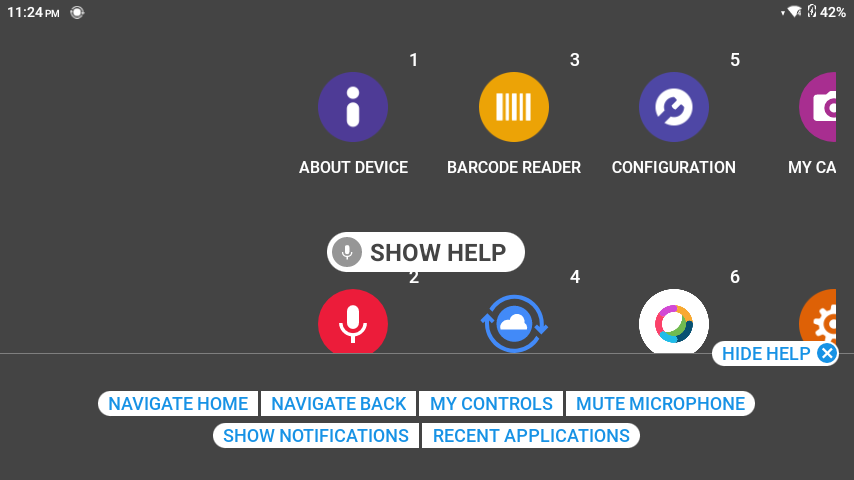 11:24 PM 42%
1 3 5
ABOUT DEVICE BARCODE READER CONFIGURATION MY CA
SHOW HELP
2 4 6
HIDE HELP
NAVIGATE HOME NAVIGATE BACK MY CONTROLS MUTE MICROPHONE
SHOW NOTIFICATIONS RECENT APPLICATIONS